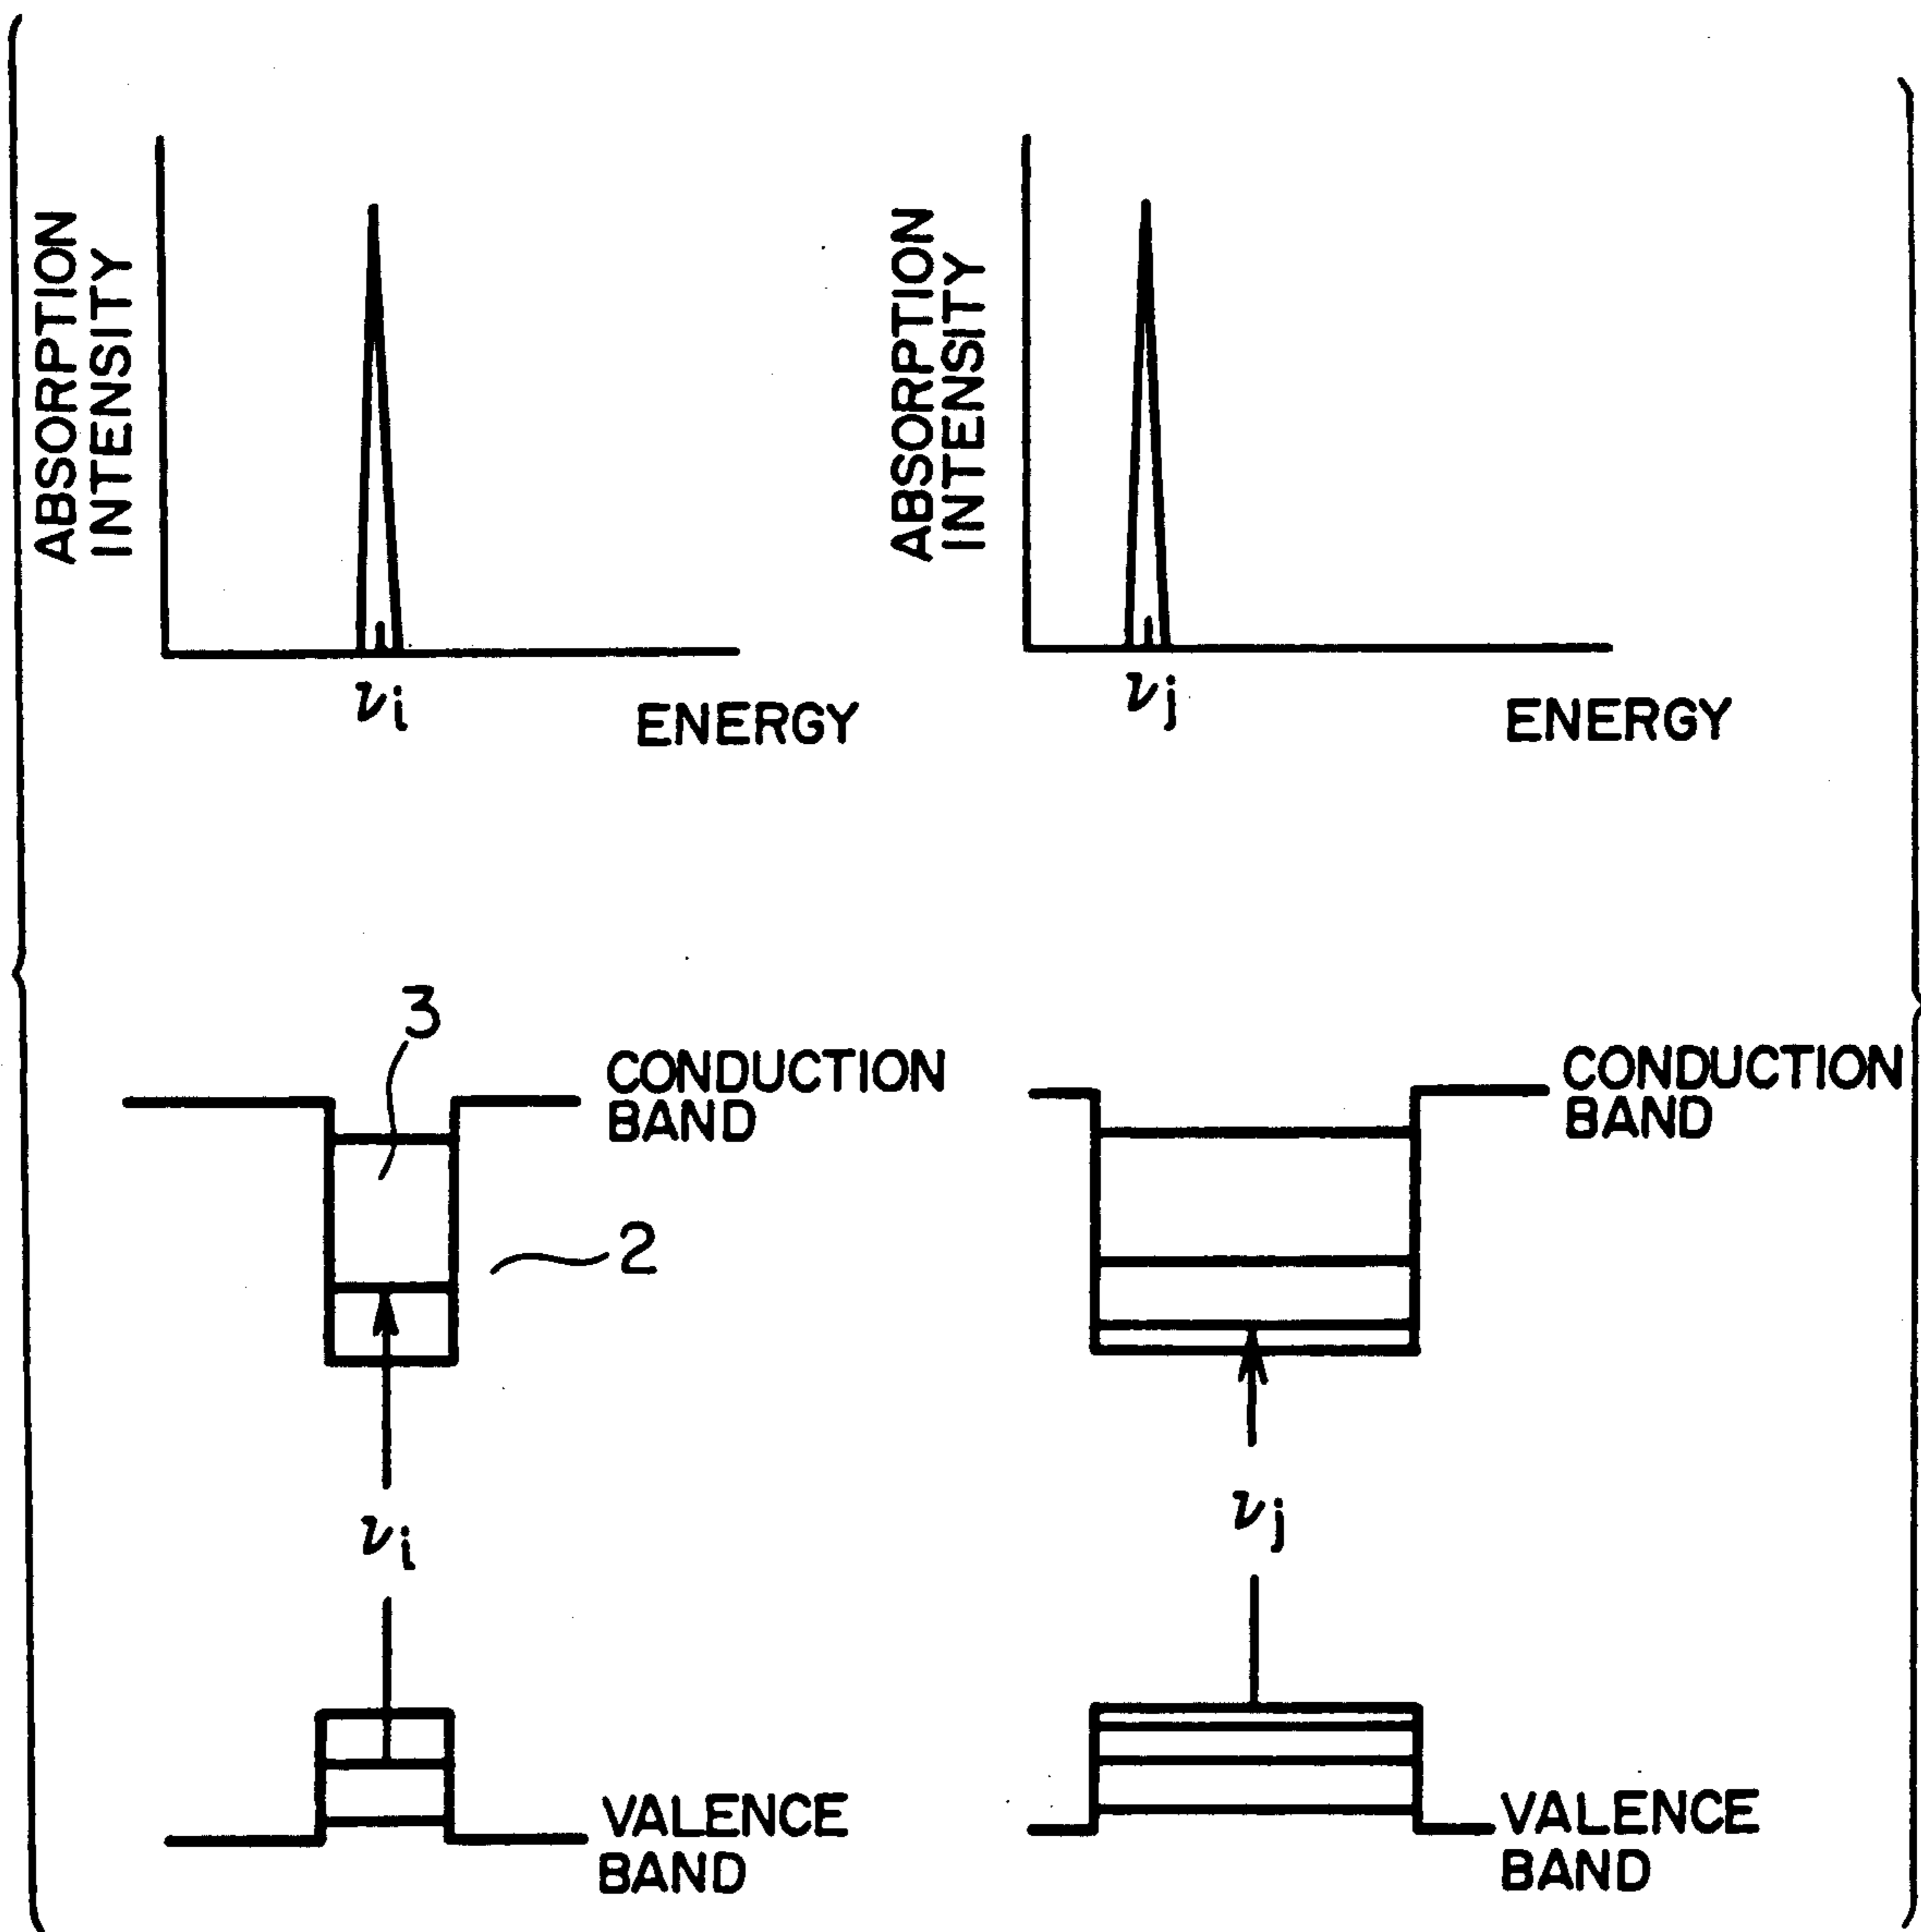 ABSORPTION
INTENSITY
νi
ENERGY
ABSORPTION
INTENSITY
νj
ENERGY
3
CONDUCTION
BAND
2
νi
VALENCE
BAND
CONDUCTION
BAND
νj
VALENCE
BAND